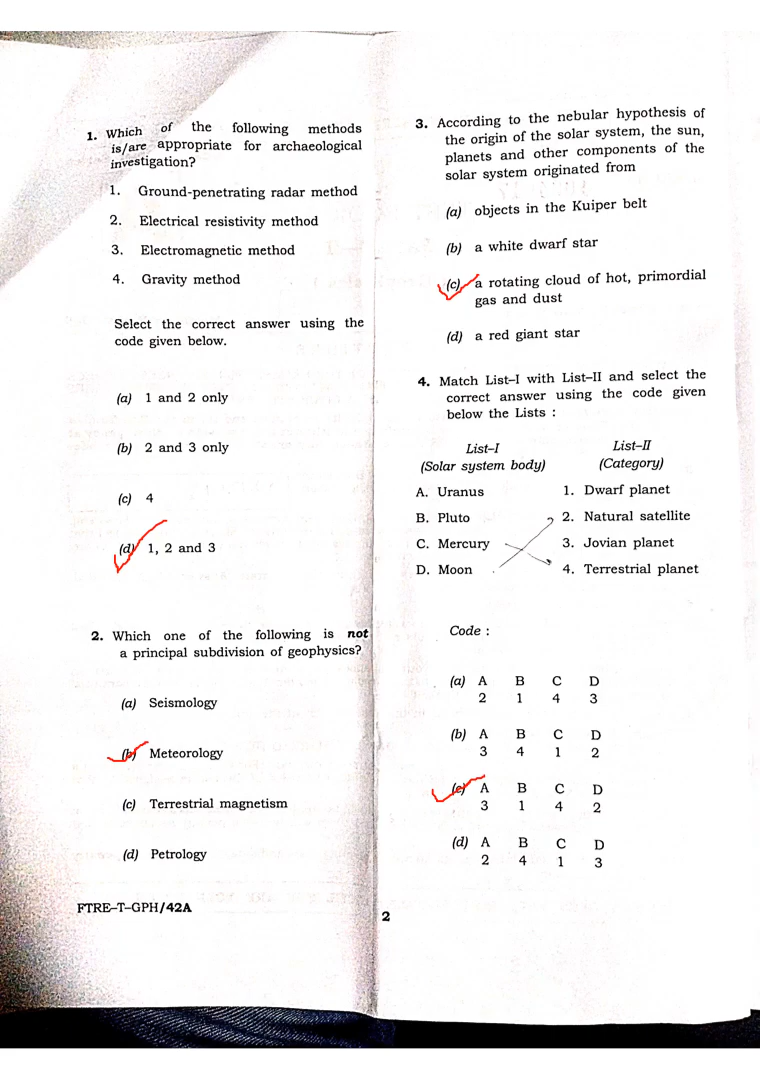 1. Which of the following methods
is/are appropriate for archaeological
investigation?
1. Ground-penetrating radar method
2. Electrical resistivity method
3. Electromagnetic method
4. Gravity method
Select the correct answer using the
code given below.
(a) 1 and 2 only
(b) 2 and 3 only
(c) 4
(d) 1, 2 and 3
2. Which one of the following is not
a principal subdivision of geophysics?
(a) Seismology
(b) Meteorology
(c) Terrestrial magnetism
(d) Petrology
FTRE-T-GPH/42A
3. According to the nebular hypothesis of
the origin of the solar system, the sun,
planets and other components of the
solar system originated from
(a) objects in the Kuiper belt
(b) a white dwarf star
(c) a rotating cloud of hot, primordial
gas and dust
(d) a red giant star
4. Match List-I with List-II and select the
correct answer using the code given
below the Lists :
List-I List-II
(Solar system body) (Category)
A. Uranus 1. Dwarf planet
B. Pluto 2. Natural satellite
C. Mercury 3. Jovian planet
D. Moon 4. Terrestrial planet
Code :
(a) A B C D
2 1 4 3
(b) A B C D
3 4 1 2
(c) A B C D
3 1 4 2
(d) A B C D
2 4 1 3
2